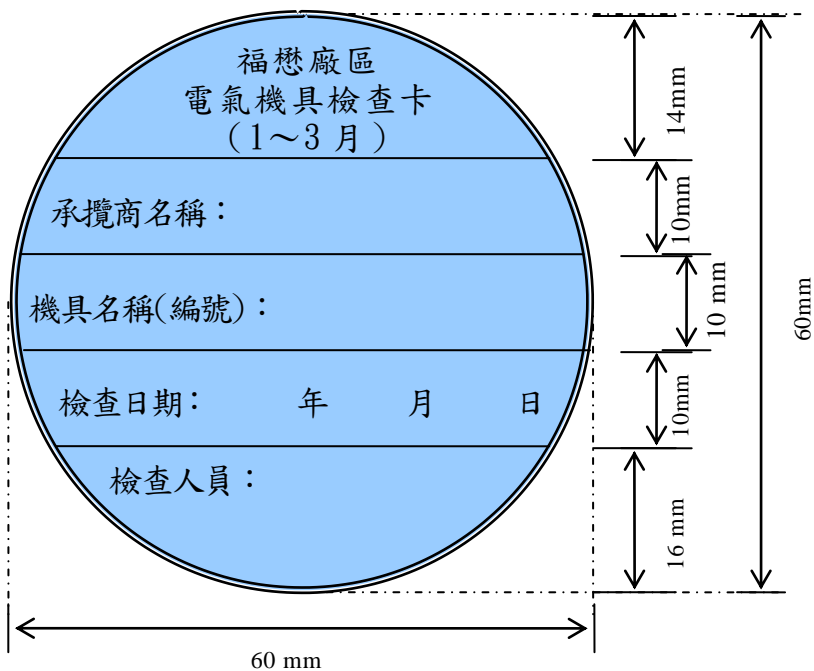 福懋廠區
電氣機具檢查卡
（1～3 月）
承攬商名稱：
機具名稱(編號)：
檢查日期：　　　年　　月　　日
檢查人員：
14mm
10mm
10 mm
10mm
16 mm
60mm
60 mm